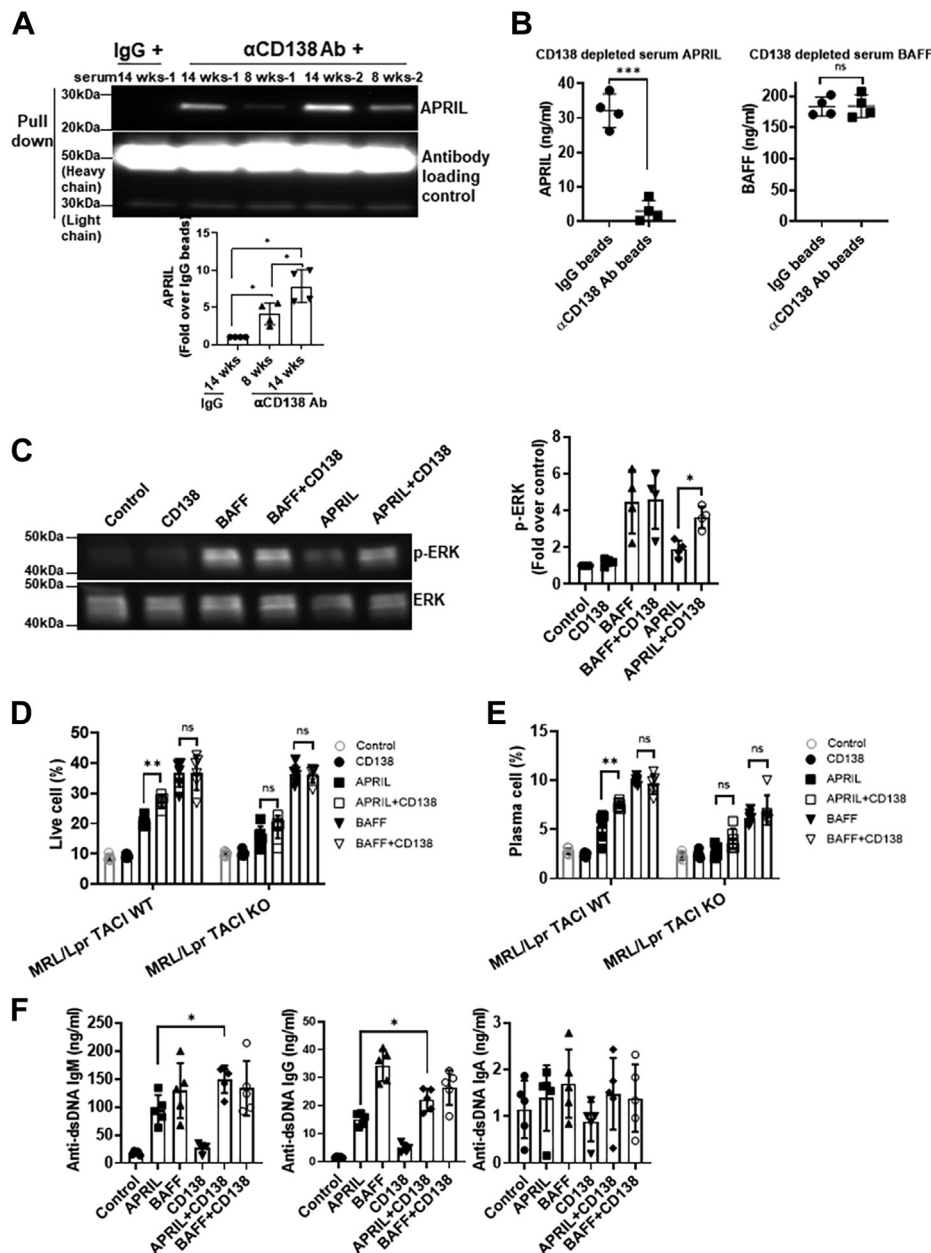 A
IgG +
αCD138 Ab +
serum 14 wks-1 14 wks-1 8 wks-1 14 wks-2 8 wks-2
30kDa
20kDa
APRIL
Pull down
50kDa
(Heavy chain)
30kDa
(Light chain)
Antibody loading control
APRIL
(Fold over IgG beads)
15
10
5
0
*
*
*
14 wks
8 wks
14 wks
IgG
αCD138 Ab
B
CD138 depleted serum APRIL
***
APRIL (ng/ml)
40
30
20
10
0
IgG beads
αCD138 Ab beads
CD138 depleted serum BAFF
ns
BAFF (ng/ml)
200
150
100
50
0
IgG beads
αCD138 Ab beads
C
Control
CD138
BAFF
BAFF+CD138
APRIL
APRIL+CD138
50kDa
40kDa
p-ERK
50kDa
40kDa
ERK
p-ERK
(Fold over control)
8
6
4
2
0
*
Control
CD138
BAFF
BAFF+CD138
APRIL
APRIL+CD138
D
Live cell (%)
50
40
30
20
10
0
**
ns
ns
ns
MRL/Lpr TACI WT
MRL/Lpr TACI KO
Control
CD138
APRIL
APRIL+CD138
BAFF
BAFF+CD138
E
Plasma cell (%)
15
10
5
0
**
ns
ns
ns
MRL/Lpr TACI WT
MRL/Lpr TACI KO
Control
CD138
APRIL
APRIL+CD138
BAFF
BAFF+CD138
F
Anti-dsDNA IgM (ng/ml)
250
200
150
100
50
0
*
Control
APRIL
BAFF
CD138
APRIL+CD138
BAFF+CD138
Anti-dsDNA IgG (ng/ml)
50
40
30
20
10
0
*
Control
APRIL
BAFF
CD138
APRIL+CD138
BAFF+CD138
Anti-dsDNA IgA (ng/ml)
3
2
1
0
Control
APRIL
BAFF
CD138
APRIL+CD138
BAFF+CD138